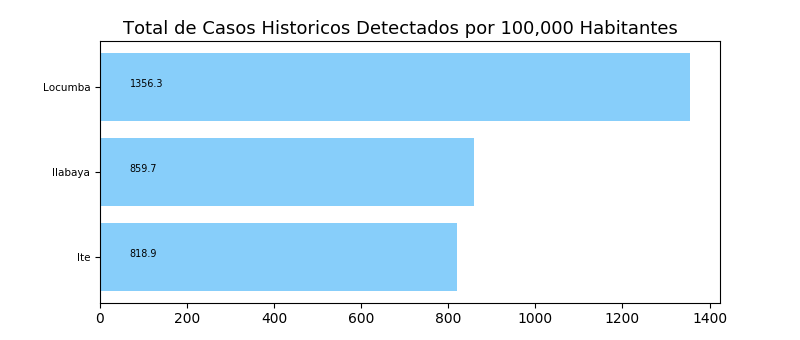 Total de Casos Historicos Detectados por 100,000 Habitantes
Locumba
1356.3
Ilabaya
859.7
Ite
818.9
0 200 400 600 800 1000 1200 1400